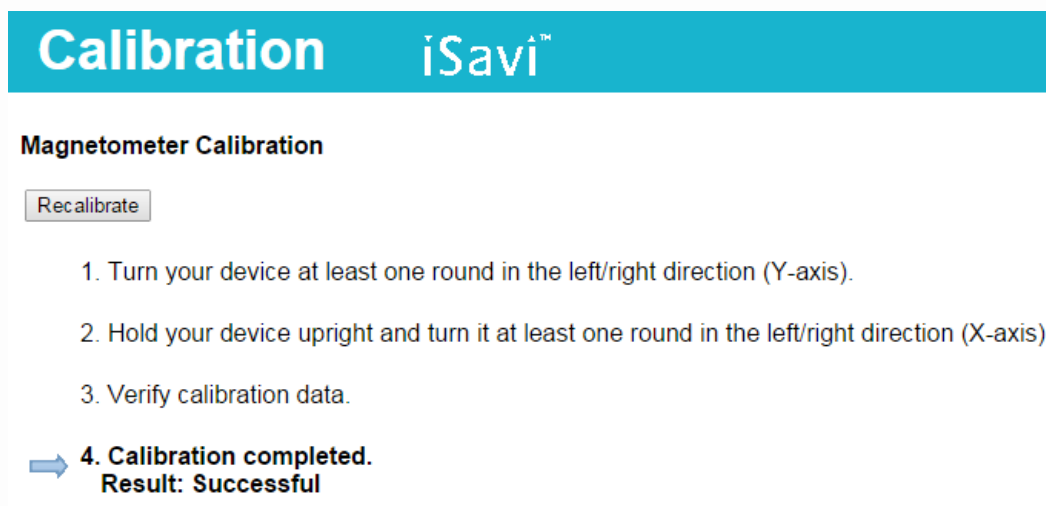 Calibration iSavi™
Magnetometer Calibration
Recalibrate
1. Turn your device at least one round in the left/right direction (Y-axis).
2. Hold your device upright and turn it at least one round in the left/right direction (X-axis)
3. Verify calibration data.
4. Calibration completed.
Result: Successful